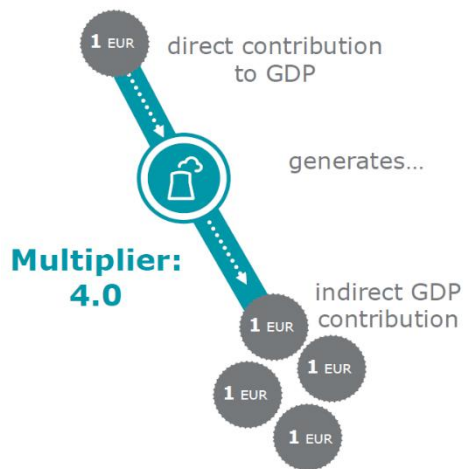 1 EUR
direct contribution
to GDP
generates...
Multiplier:
4.0
indirect GDP
contribution
1 EUR
1 EUR
1 EUR
1 EUR